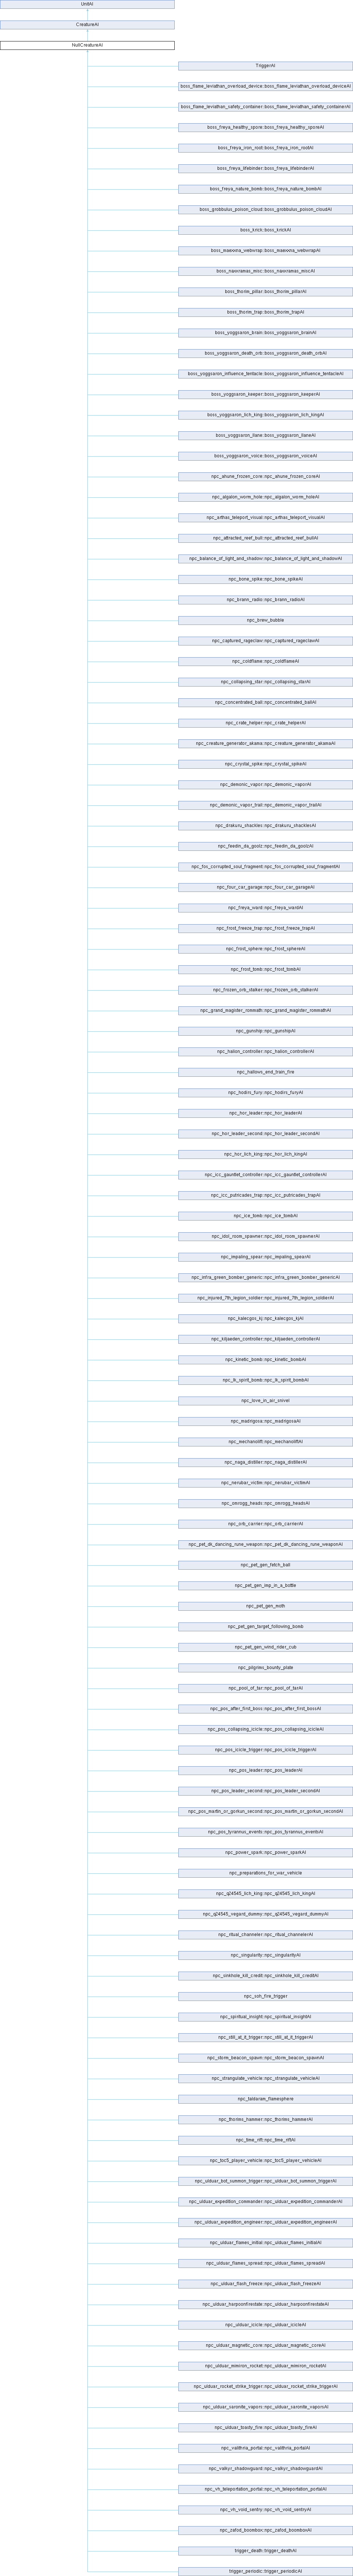 UnitAI
CreatureAI
NullCreatureAI
TriggerAI
boss_flame_leviathan_overload_device::boss_flame_leviathan_overload_deviceAI
boss_flame_leviathan_safety_container::boss_flame_leviathan_safety_containerAI
boss_freya_healthy_spore::boss_freya_healthy_sporeAI
boss_freya_iron_root::boss_freya_iron_rootAI
boss_freya_lifebinder::boss_freya_lifebinderAI
boss_freya_nature_bomb::boss_freya_nature_bombAI
boss_grobbulus_poison_cloud::boss_grobbulus_poison_cloudAI
boss_krick::boss_krickAI
boss_maexxna_webwrap::boss_maexxna_webwrapAI
boss_nalorakk_misc::boss_nalorakk_miscAI
boss_thorim_pillar::boss_thorim_pillarAI
boss_thorim_trap::boss_thorim_trapAI
boss_yoggsaron_brain::boss_yoggsaron_brainAI
boss_yoggsaron_death_orb::boss_yoggsaron_death_orbAI
boss_yoggsaron_influence_tentacle::boss_yoggsaron_influence_tentacleAI
boss_yoggsaron_keeper::boss_yoggsaron_keeperAI
boss_yoggsaron_lich_king::boss_yoggsaron_lich_kingAI
boss_yoggsaron_llane::boss_yoggsaron_llaneAI
boss_yoggsaron_voice::boss_yoggsaron_voiceAI
npc_ahune_frozen_core::npc_ahune_frozen_coreAI
npc_algalon_worm_hole::npc_algalon_worm_holeAI
npc_arthas_teleport_visual::npc_arthas_teleport_visualAI
npc_attracted_reef_bull::npc_attracted_reef_bullAI
npc_balance_of_light_and_shadow::npc_balance_of_light_and_shadowAI
npc_bone_spike::npc_bone_spikeAI
npc_brann_radio::npc_brann_radioAI
npc_brew_bubble
npc_captured_rageclaw::npc_captured_rageclawAI
npc_coldflame::npc_coldflameAI
npc_collapsing_star::npc_collapsing_starAI
npc_concentrated_ball::npc_concentrated_ballAI
npc_crate_helper::npc_crate_helperAI
npc_creature_generator_akama::npc_creature_generator_akamaAI
npc_crystal_spike::npc_crystal_spikeAI
npc_demonic_vapor::npc_demonic_vaporAI
npc_demonic_vapor_trail::npc_demonic_vapor_trailAI
npc_drakuru_shackles::npc_drakuru_shacklesAI
npc_feedin_da_goolz::npc_feedin_da_goolzAI
npc_fos_corrupted_soul_fragment::npc_fos_corrupted_soul_fragmentAI
npc_four_car_garage::npc_four_car_garageAI
npc_freya_ward::npc_freya_wardAI
npc_frost_freeze_trap::npc_frost_freeze_trapAI
npc_frost_sphere::npc_frost_sphereAI
npc_frost_tomb::npc_frost_tombAI
npc_frozen_orb_stalker::npc_frozen_orb_stalkerAI
npc_grand_magister_rommath::npc_grand_magister_rommathAI
npc_gunship::npc_gunshipAI
npc_halion_controller::npc_halion_controllerAI
npc_hallows_end_train_fire
npc_hodirs_fury::npc_hodirs_furyAI
npc_hor_leader::npc_hor_leaderAI
npc_hor_leader_second::npc_hor_leader_secondAI
npc_hor_lich_king::npc_hor_lich_kingAI
npc_icc_gauntlet_controller::npc_icc_gauntlet_controllerAI
npc_icc_putricades_trap::npc_icc_putricades_trapAI
npc_ice_tomb::npc_ice_tombAI
npc_idol_room_spawner::npc_idol_room_spawnerAI
npc_impaling_spear::npc_impaling_spearAI
npc_infra_green_bomber_generic::npc_infra_green_bomber_genericAI
npc_injured_7th_legion_soldier::npc_injured_7th_legion_soldierAI
npc_kalecgos_kj::npc_kalecgos_kjAI
npc_kiljaeden_controller::npc_kiljaeden_controllerAI
npc_kinetic_bomb::npc_kinetic_bombAI
npc_lk_spirit_bomb::npc_lk_spirit_bombAI
npc_love_in_air_snivel
npc_madrigosa::npc_madrigosaAI
npc_mechanolift::npc_mechanoliftAI
npc_naga_distiller::npc_naga_distillerAI
npc_nerubar_victim::npc_nerubar_victimAI
npc_omrogg_heads::npc_omrogg_headsAI
npc_orb_carrier::npc_orb_carrierAI
npc_pet_dk_dancing_rune_weapon::npc_pet_dk_dancing_rune_weaponAI
npc_pet_gen_fetch_ball
npc_pet_gen_imp_in_a_bottle
npc_pet_gen_moth
npc_pet_gen_target_following_bomb
npc_pet_gen_wind_rider_cub
npc_pilgrims_bounty_plate
npc_pool_of_tar::npc_pool_of_tarAI
npc_pos_after_first_boss::npc_pos_after_first_bossAI
npc_pos_collapsing_icicle::npc_pos_collapsing_icicleAI
npc_pos_icicle_trigger::npc_pos_icicle_triggerAI
npc_pos_leader::npc_pos_leaderAI
npc_pos_leader_second::npc_pos_leader_secondAI
npc_pos_martin_or_gorkun_second::npc_pos_martin_or_gorkun_secondAI
npc_pos_tyrannus_events::npc_pos_tyrannus_eventsAI
npc_power_spark::npc_power_sparkAI
npc_preparations_for_war_vehicle
npc_q24545_lich_king::npc_q24545_lich_kingAI
npc_q24545_vegard_dummy::npc_q24545_vegard_dummyAI
npc_ritual_channeler::npc_ritual_channelerAI
npc_singularity::npc_singularityAI
npc_sinkhole_kill_credit::npc_sinkhole_kill_creditAI
npc_soh_fire_trigger
npc_spiritual_insight::npc_spiritual_insightAI
npc_still_at_it_trigger::npc_still_at_it_triggerAI
npc_storm_beacon_spawn::npc_storm_beacon_spawnAI
npc_strangulate_vehicle::npc_strangulate_vehicleAI
npc_taldaram_flamesphere
npc_thorims_hammer::npc_thorims_hammerAI
npc_time_rift::npc_time_riftAI
npc_toc5_player_vehicle::npc_toc5_player_vehicleAI
npc_ulduar_bot_summon_trigger::npc_ulduar_bot_summon_triggerAI
npc_ulduar_expedition_commander::npc_ulduar_expedition_commanderAI
npc_ulduar_expedition_engineer::npc_ulduar_expedition_engineerAI
npc_ulduar_flames_initial::npc_ulduar_flames_initialAI
npc_ulduar_flames_spread::npc_ulduar_flames_spreadAI
npc_ulduar_flash_freeze::npc_ulduar_flash_freezeAI
npc_ulduar_harpoonfirestate::npc_ulduar_harpoonfirestateAI
npc_ulduar_icicle::npc_ulduar_icicleAI
npc_ulduar_magnetic_core::npc_ulduar_magnetic_coreAI
npc_ulduar_mimiron_rocket::npc_ulduar_mimiron_rocketAI
npc_ulduar_rocket_strike_trigger::npc_ulduar_rocket_strike_triggerAI
npc_ulduar_saronite_vapors::npc_ulduar_saronite_vaporsAI
npc_ulduar_toasty_fire::npc_ulduar_toasty_fireAI
npc_valithria_portal::npc_valithria_portalAI
npc_valkyr_shadowguard::npc_valkyr_shadowguardAI
npc_vh_teleportation_portal::npc_vh_teleportation_portalAI
npc_vh_void_sentry::npc_vh_void_sentryAI
npc_zafod_boombox::npc_zafod_boomboxAI
trigger_death::trigger_deathAI
trigger_periodic::trigger_periodicAI